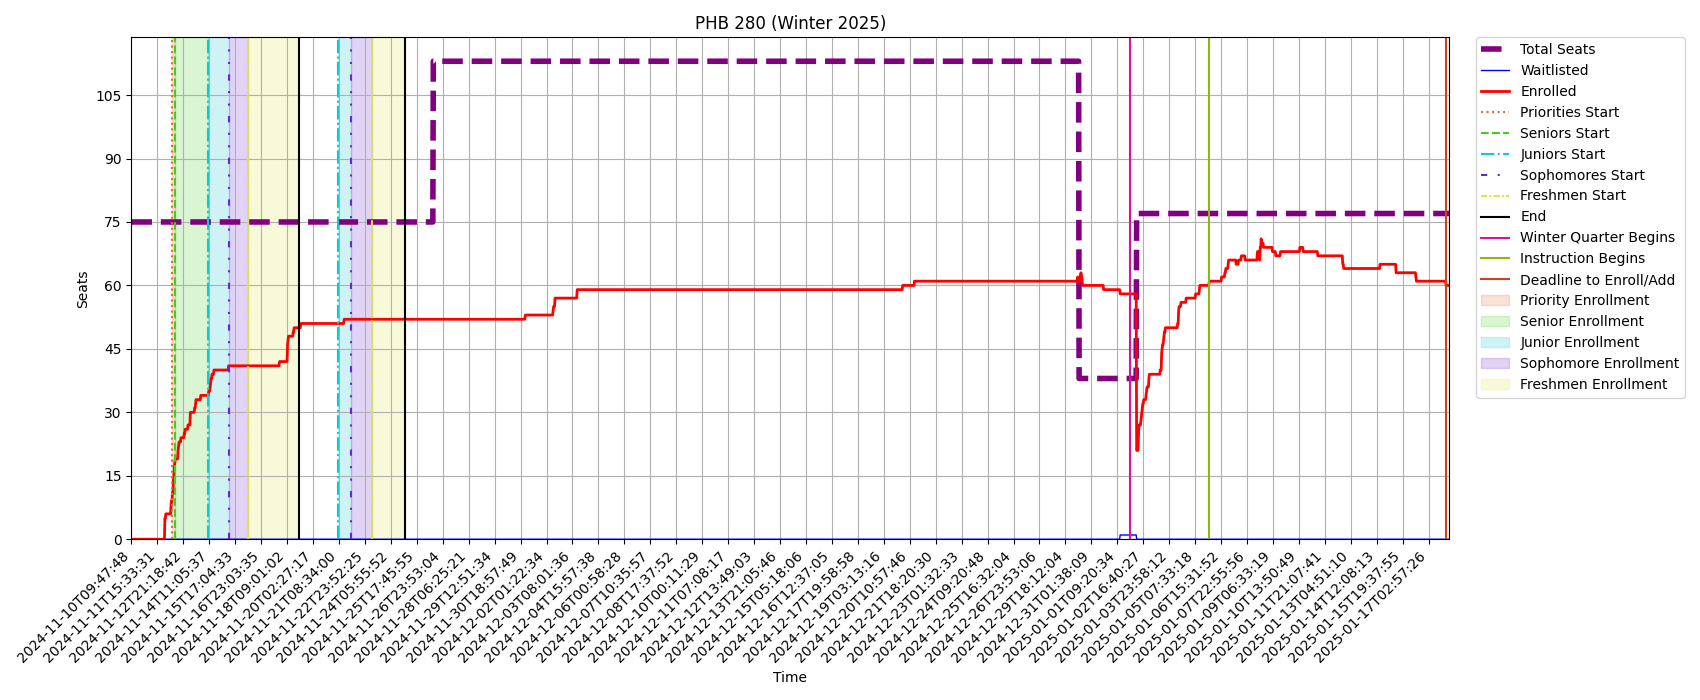 PHB 280 (Winter 2025)
Seats
105
90
75
60
45
30
15
0
2024-11-10T09:47:48
2024-11-11T15:33:31
2024-11-12T21:18:42
2024-11-14T11:05:37
2024-11-15T17:04:33
2024-11-16T23:03:35
2024-11-18T09:01:02
2024-11-20T02:27:17
2024-11-21T08:34:00
2024-11-22T23:52:25
2024-11-24T05:55:52
2024-11-25T17:45:55
2024-11-26T23:53:04
2024-11-28T06:25:21
2024-11-29T12:51:34
2024-11-30T18:57:49
2024-12-02T01:22:34
2024-12-03T08:01:36
2024-12-04T15:57:38
2024-12-06T00:58:28
2024-12-07T10:35:57
2024-12-08T17:37:52
2024-12-10T00:11:29
2024-12-11T07:08:17
2024-12-12T13:49:03
2024-12-13T21:05:46
2024-12-15T05:18:06
2024-12-16T12:37:05
2024-12-17T19:58:58
2024-12-19T03:13:16
2024-12-20T10:57:46
2024-12-21T18:20:30
2024-12-23T01:32:33
2024-12-24T09:20:48
2024-12-25T16:32:04
2024-12-26T23:53:06
2024-12-29T18:12:04
2024-12-31T01:38:09
2025-01-01T09:20:34
2025-01-02T16:40:27
2025-01-03T23:58:12
2025-01-05T07:33:18
2025-01-06T15:31:52
2025-01-07T22:55:56
2025-01-09T06:33:19
2025-01-10T13:50:49
2025-01-11T21:07:41
2025-01-13T04:51:10
2025-01-14T12:08:13
2025-01-15T19:37:55
2025-01-17T02:57:26
Time
Total Seats
Waitlisted
Enrolled
Priorities Start
Seniors Start
Juniors Start
Sophomores Start
Freshmen Start
End
Winter Quarter Begins
Instruction Begins
Deadline to Enroll/Add
Priority Enrollment
Senior Enrollment
Junior Enrollment
Sophomore Enrollment
Freshmen Enrollment